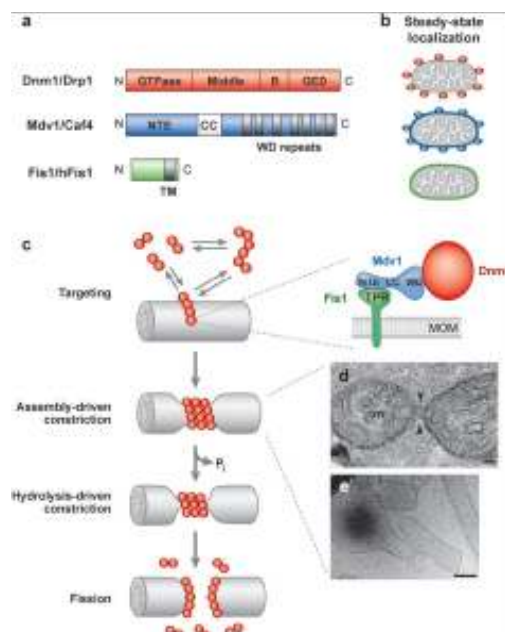 a
b
Steady-state
localization
Dnm1/Drp1
N
GTPase
Middle
B
GED
C
Mdv1/Caf4
N
NTE
CC
C
WD repeats
Fis1/hFis1
N
C
TM
c
Targeting
Mdv1
Dnm
NTE CC WD
Fis1
TPR
MOM
Assembly-driven
constriction
d
Pi
Hydrolysis-driven
constriction
e
Fission